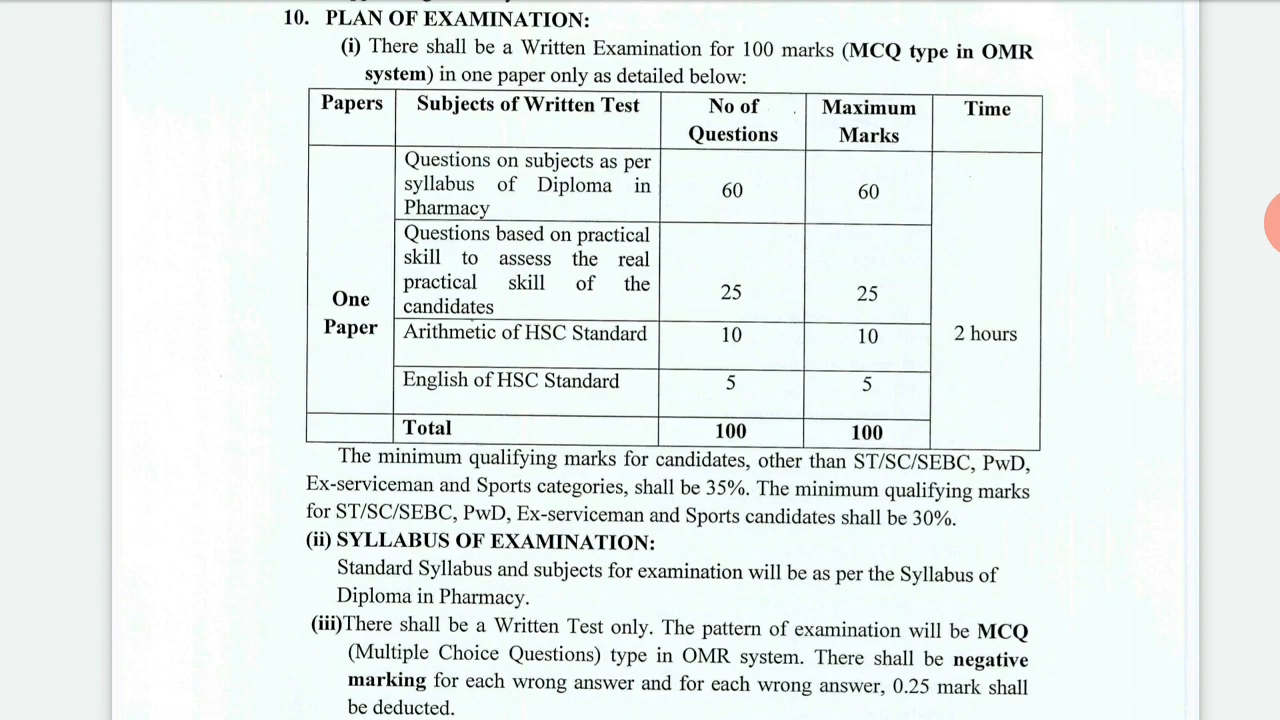 10. PLAN OF EXAMINATION:
(i) There shall be a Written Examination for 100 marks (MCQ type in OMR
system) in one paper only as detailed below:
Papers Subjects of Written Test No of Questions Maximum Marks Time
One Paper
Questions on subjects as per
syllabus of Diploma in
Pharmacy
60 60
Questions based on practical
skill to assess the real
practical skill of the
candidates
25 25
Arithmetic of HSC Standard 10 10
2 hours
English of HSC Standard 5 5
Total 100 100
The minimum qualifying marks for candidates, other than ST/SC/SEBC, PwD,
Ex-serviceman and Sports categories, shall be 35%. The minimum qualifying marks
for ST/SC/SEBC, PwD, Ex-serviceman and Sports candidates shall be 30%.
(ii) SYLLABUS OF EXAMINATION:
Standard Syllabus and subjects for examination will be as per the Syllabus of
Diploma in Pharmacy.
(iii)There shall be a Written Test only. The pattern of examination will be MCQ
(Multiple Choice Questions) type in OMR system. There shall be negative
marking for each wrong answer and for each wrong answer, 0.25 mark shall
be deducted.